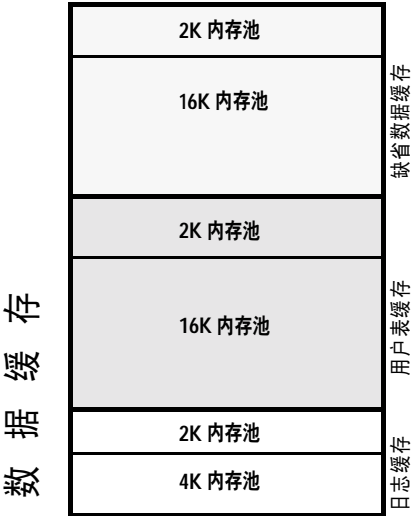 数据缓存
2K 内存池
16K 内存池
缺省数据缓存
2K 内存池
16K 内存池
用户表缓存
2K 内存池
4K 内存池
日志缓存